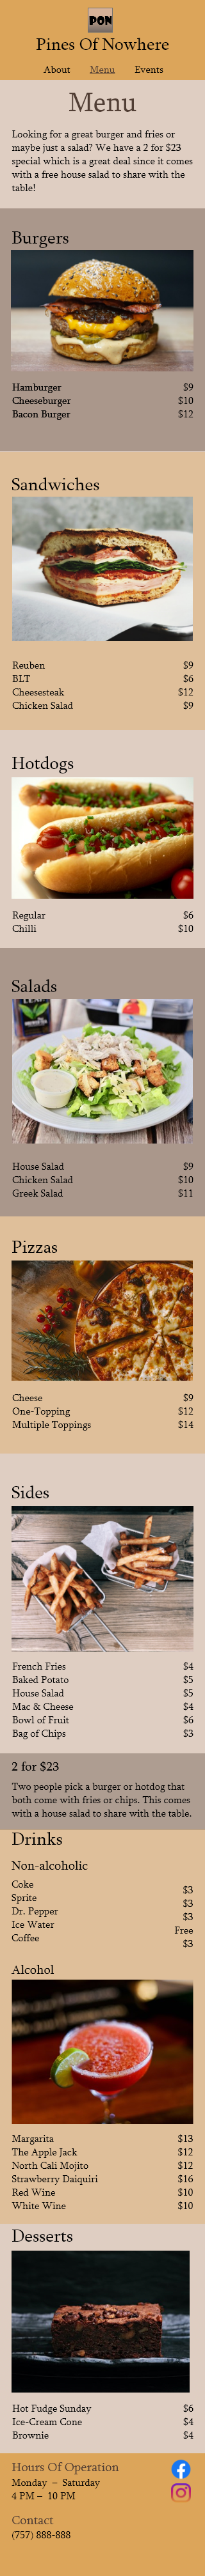 PON
Pines Of Nowhere
About Menu Events
Menu
Looking for a great burger and fries or
maybe just a salad? We have a 2 for $23
special which is a great deal since it comes
with a free house salad to share with the
table!
Burgers
Hamburger $9
Cheeseburger $10
Bacon Burger $12
Sandwiches
Reuben $9
BLT $6
Cheesesteak $12
Chicken Salad $9
Hotdogs
Regular $6
Chilli $10
Salads
House Salad $9
Chicken Salad $10
Greek Salad $11
Pizzas
Cheese $9
One-Topping $12
Multiple Toppings $14
Sides
French Fries $4
Baked Potato $5
House Salad $5
Mac & Cheese $4
Bowl of Fruit $6
Bag of Chips $3
2 for $23
Two people pick a burger or hotdog that
both come with fries or chips. This comes
with a house salad to share with the table.
Drinks
Non-alcoholic
Coke $3
Sprite $3
Dr. Pepper $3
Ice Water Free
Coffee $3
Alcohol
Margarita $13
The Apple Jack $12
North Cali Mojito $12
Strawberry Daiquiri $16
Red Wine $10
White Wine $10
Desserts
Hot Fudge Sunday $6
Ice-Cream Cone $4
Brownie $4
Hours Of Operation
Monday – Saturday
4 PM – 10 PM
Contact
(757) 888-888